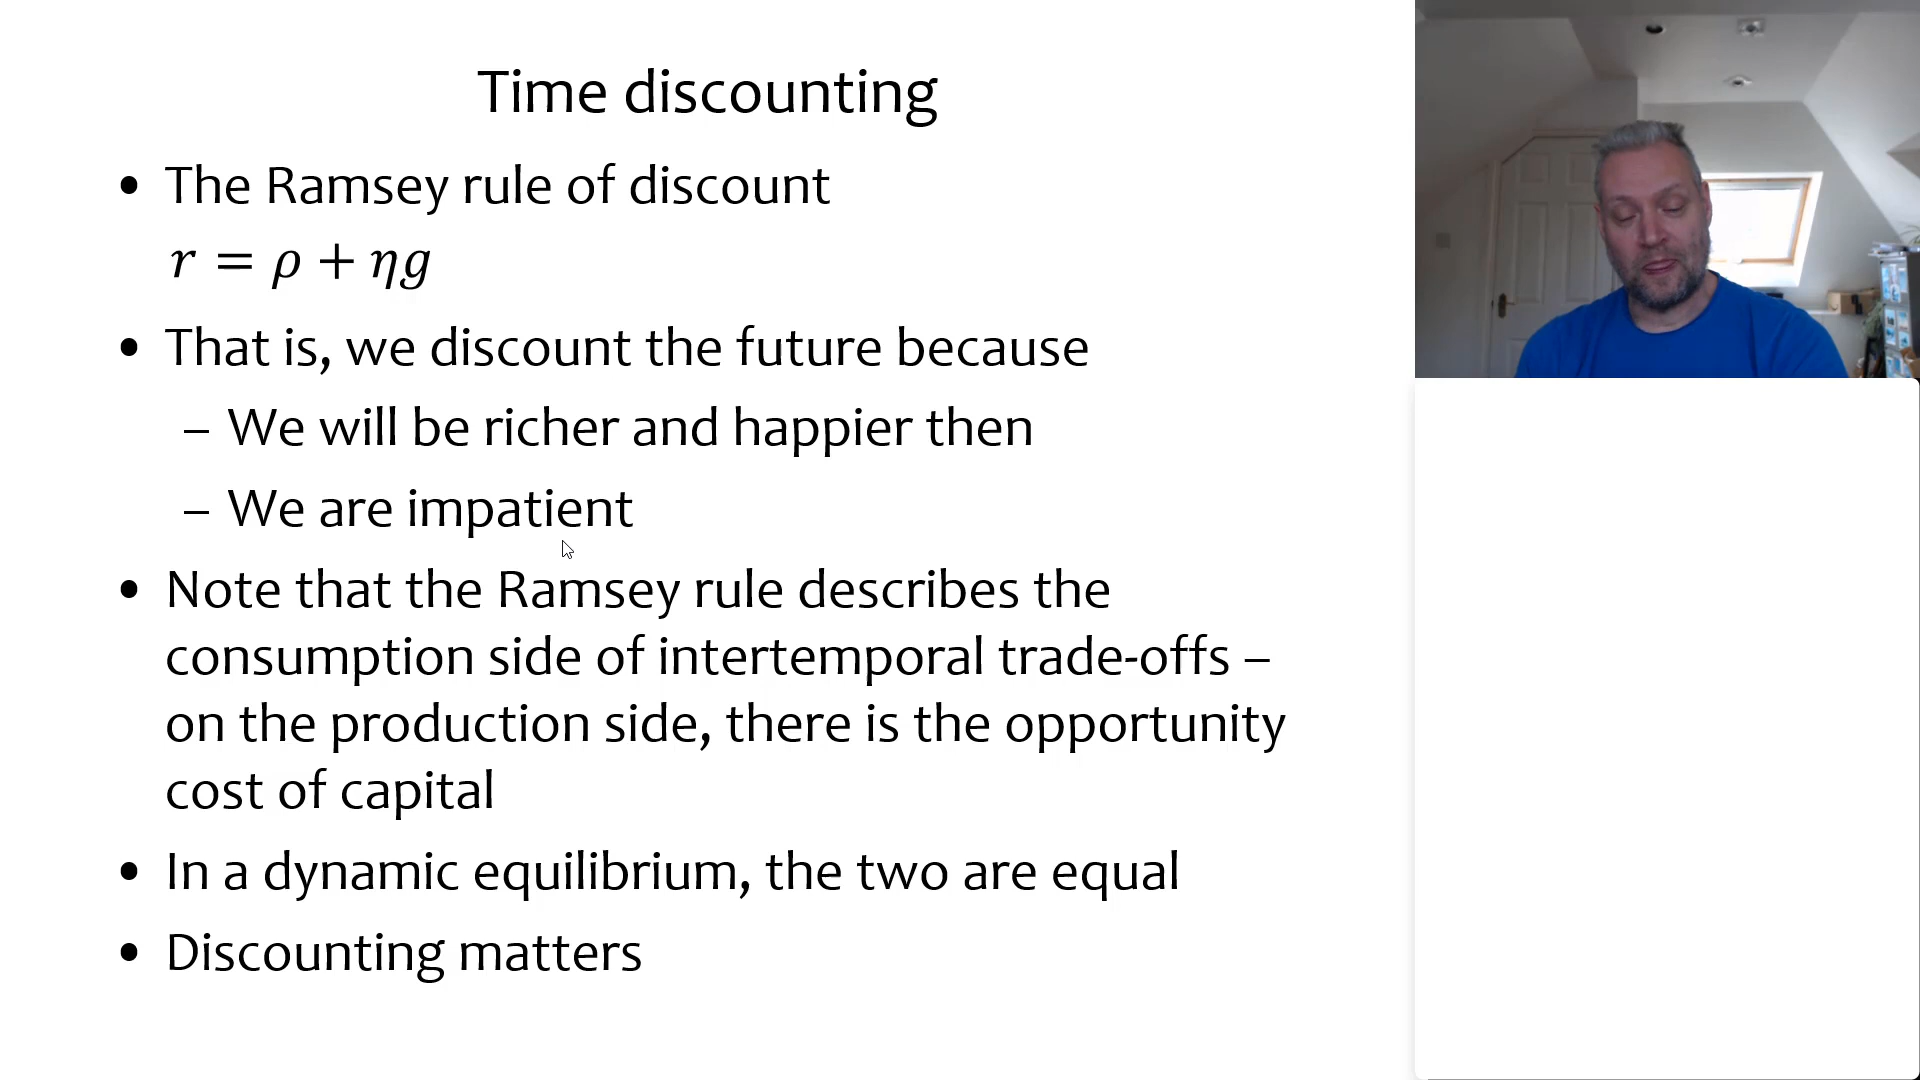 Time discounting
• The Ramsey rule of discount
r = ρ + ηg
• That is, we discount the future because
– We will be richer and happier then
– We are impatient
• Note that the Ramsey rule describes the
consumption side of intertemporal trade-offs –
on the production side, there is the opportunity
cost of capital
• In a dynamic equilibrium, the two are equal
• Discounting matters